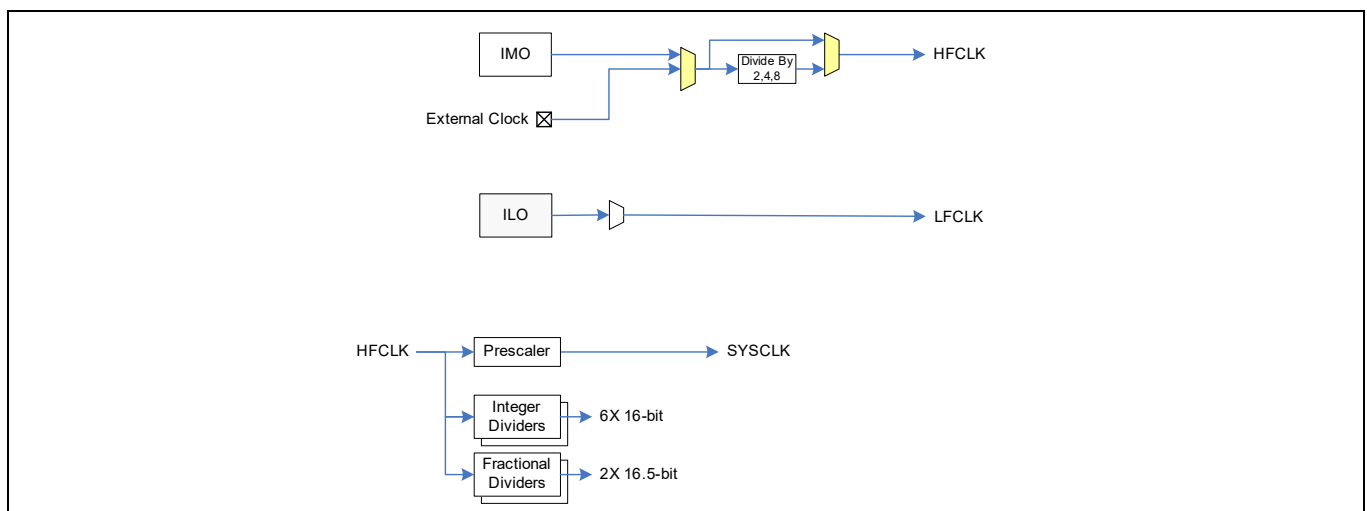 IMO
Divide By
2,4,8
HFCLK
External Clock
ILO
LFCLK
HFCLK
Prescaler
SYSCLK
Integer
Dividers
6X 16-bit
Fractional
Dividers
2X 16.5-bit